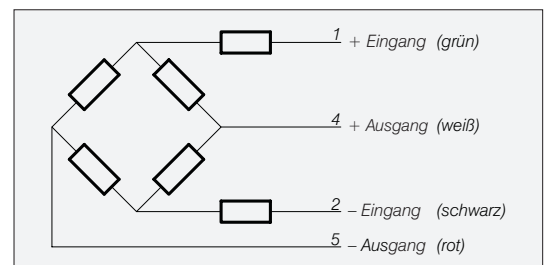 1 + Eingang (grün)
4 + Ausgang (weiß)
2 – Eingang (schwarz)
5 – Ausgang (rot)